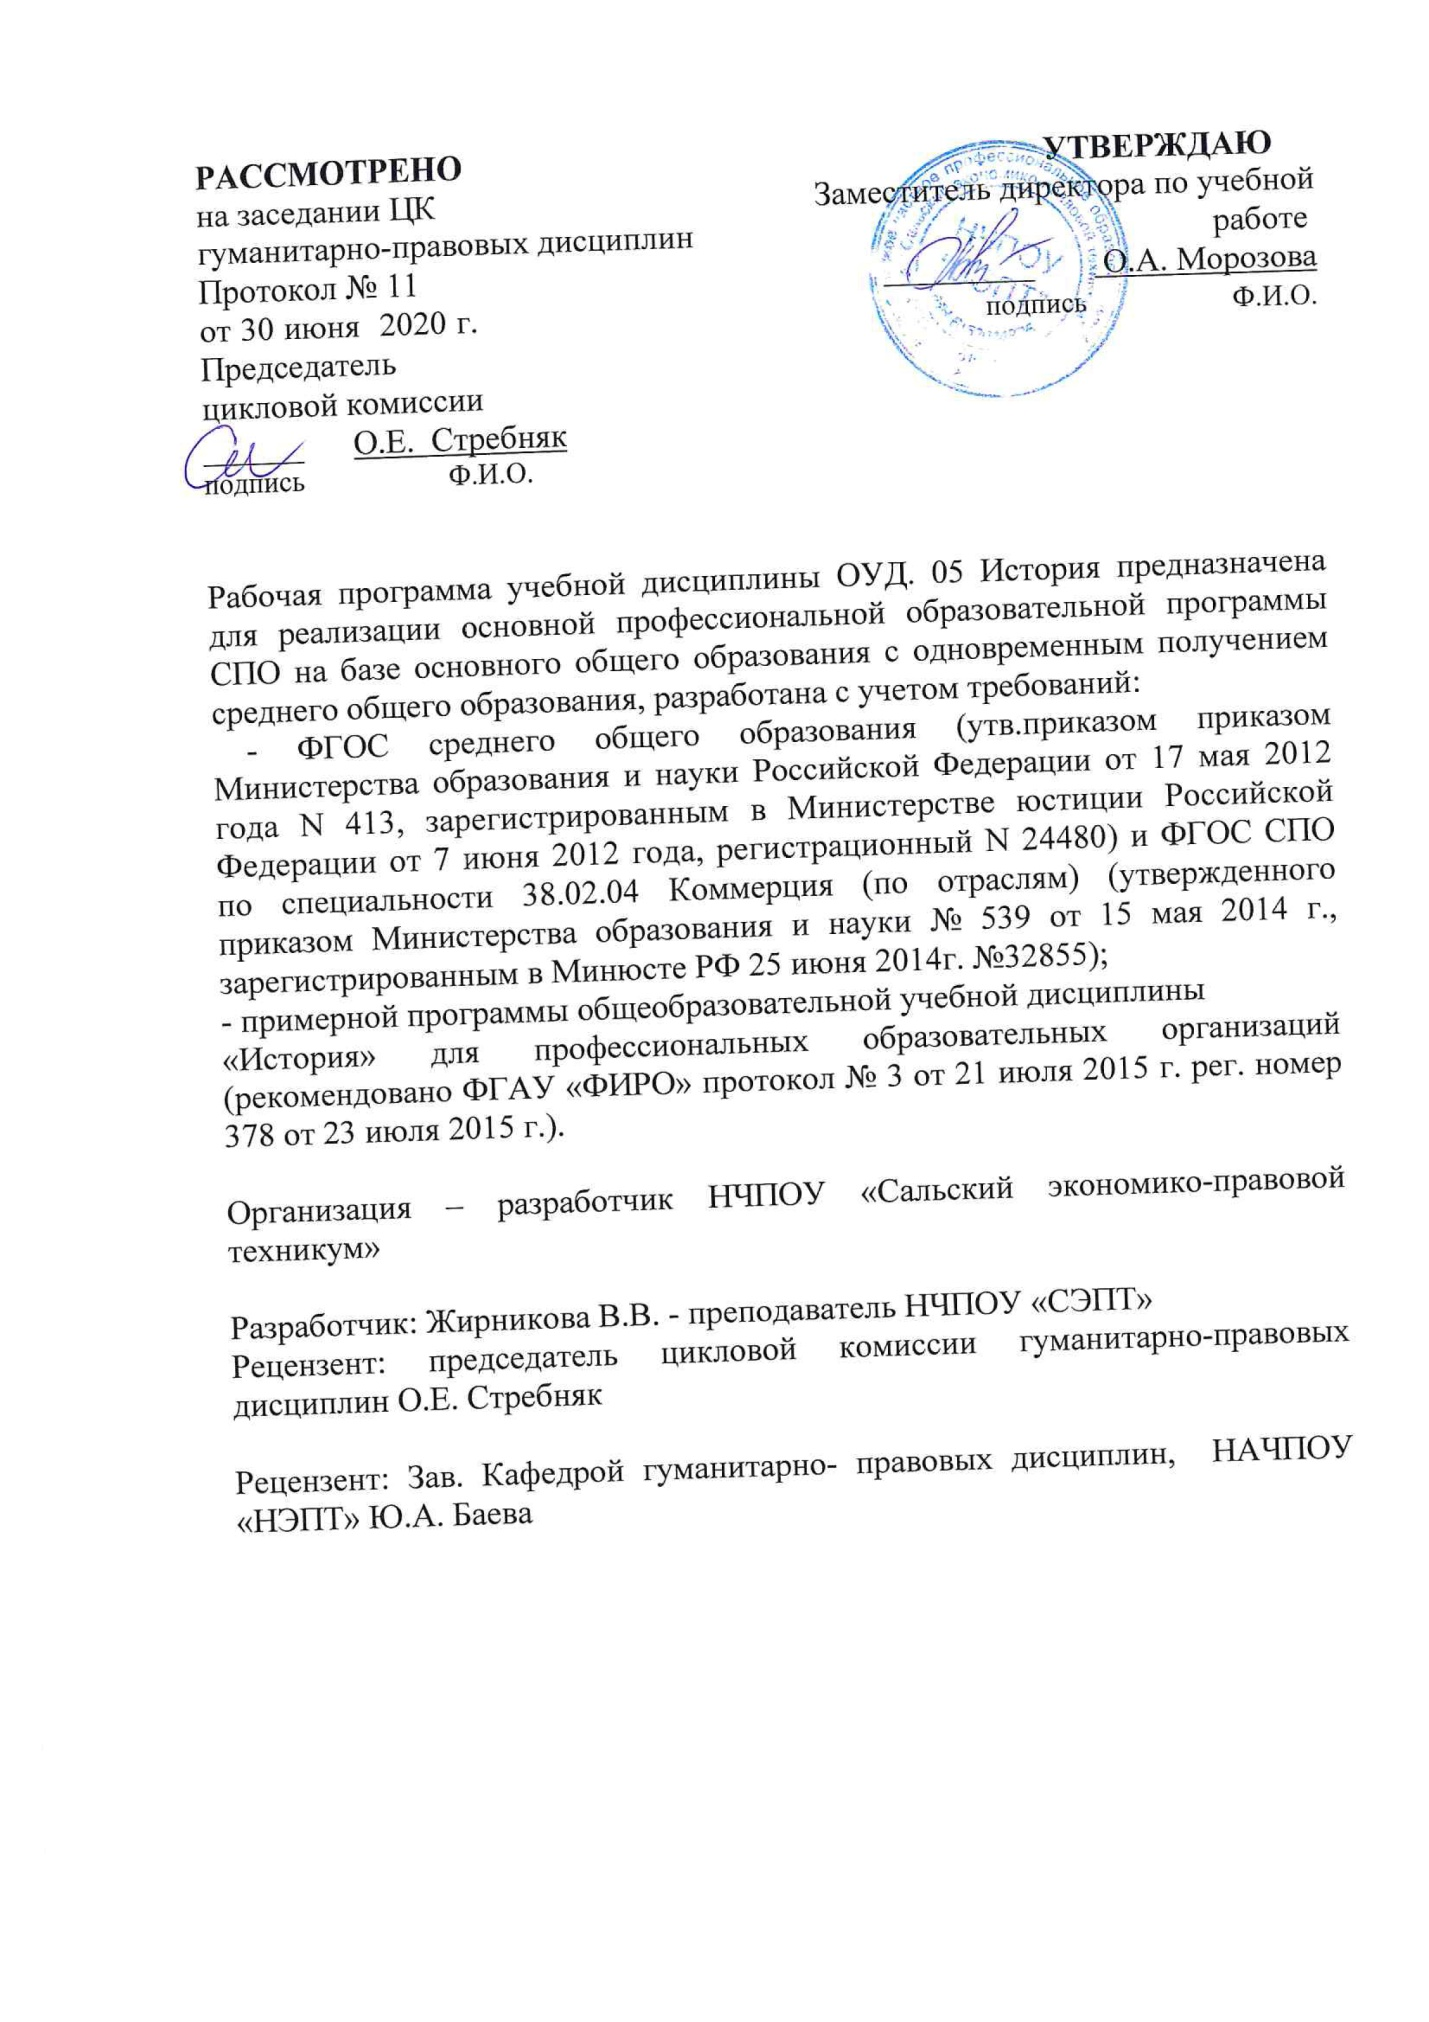 РАССМОТРЕНО
на заседании ЦК
гуманитарно-правовых дисциплин
Протокол № 11
от 30 июня 2020 г.
Председатель
цикловой комиссии
О.Е. Стребняк
подпись Ф.И.О.
УТВЕРЖДАЮ
Заместитель директора по учебной
работе
О.А. Морозова
подпись Ф.И.О.
НЧПОУ
Рабочая программа учебной дисциплины ОУД. 05 История предназначена
для реализации основной профессиональной образовательной программы
СПО на базе основного общего образования с одновременным получением
среднего общего образования, разработана с учетом требований:
- ФГОС среднего общего образования (утв.приказом приказом
Министерства образования и науки Российской Федерации от 17 мая 2012
года N 413, зарегистрированным в Министерстве юстиции Российской
Федерации от 7 июня 2012 года, регистрационный N 24480) и ФГОС СПО
по специальности 38.02.04 Коммерция (по отраслям) (утвержденного
приказом Министерства образования и науки № 539 от 15 мая 2014 г.,
зарегистрированным в Минюсте РФ 25 июня 2014г. №32855);
- примерной программы общеобразовательной учебной дисциплины
«История» для профессиональных образовательных организаций
(рекомендовано ФГАУ «ФИРО» протокол № 3 от 21 июля 2015 г. рег. номер
378 от 23 июля 2015 г.).
Организация – разработчик НЧПОУ «Сальский экономико-правовой
техникум»
Разработчик: Жирникова В.В. - преподаватель НЧПОУ «СЭПТ»
Рецензент: председатель цикловой комиссии гуманитарно-правовых
дисциплин О.Е. Стребняк
Рецензент: Зав. Кафедрой гуманитарно- правовых дисциплин, НАЧПОУ
«НЭПТ» Ю.А. Баева